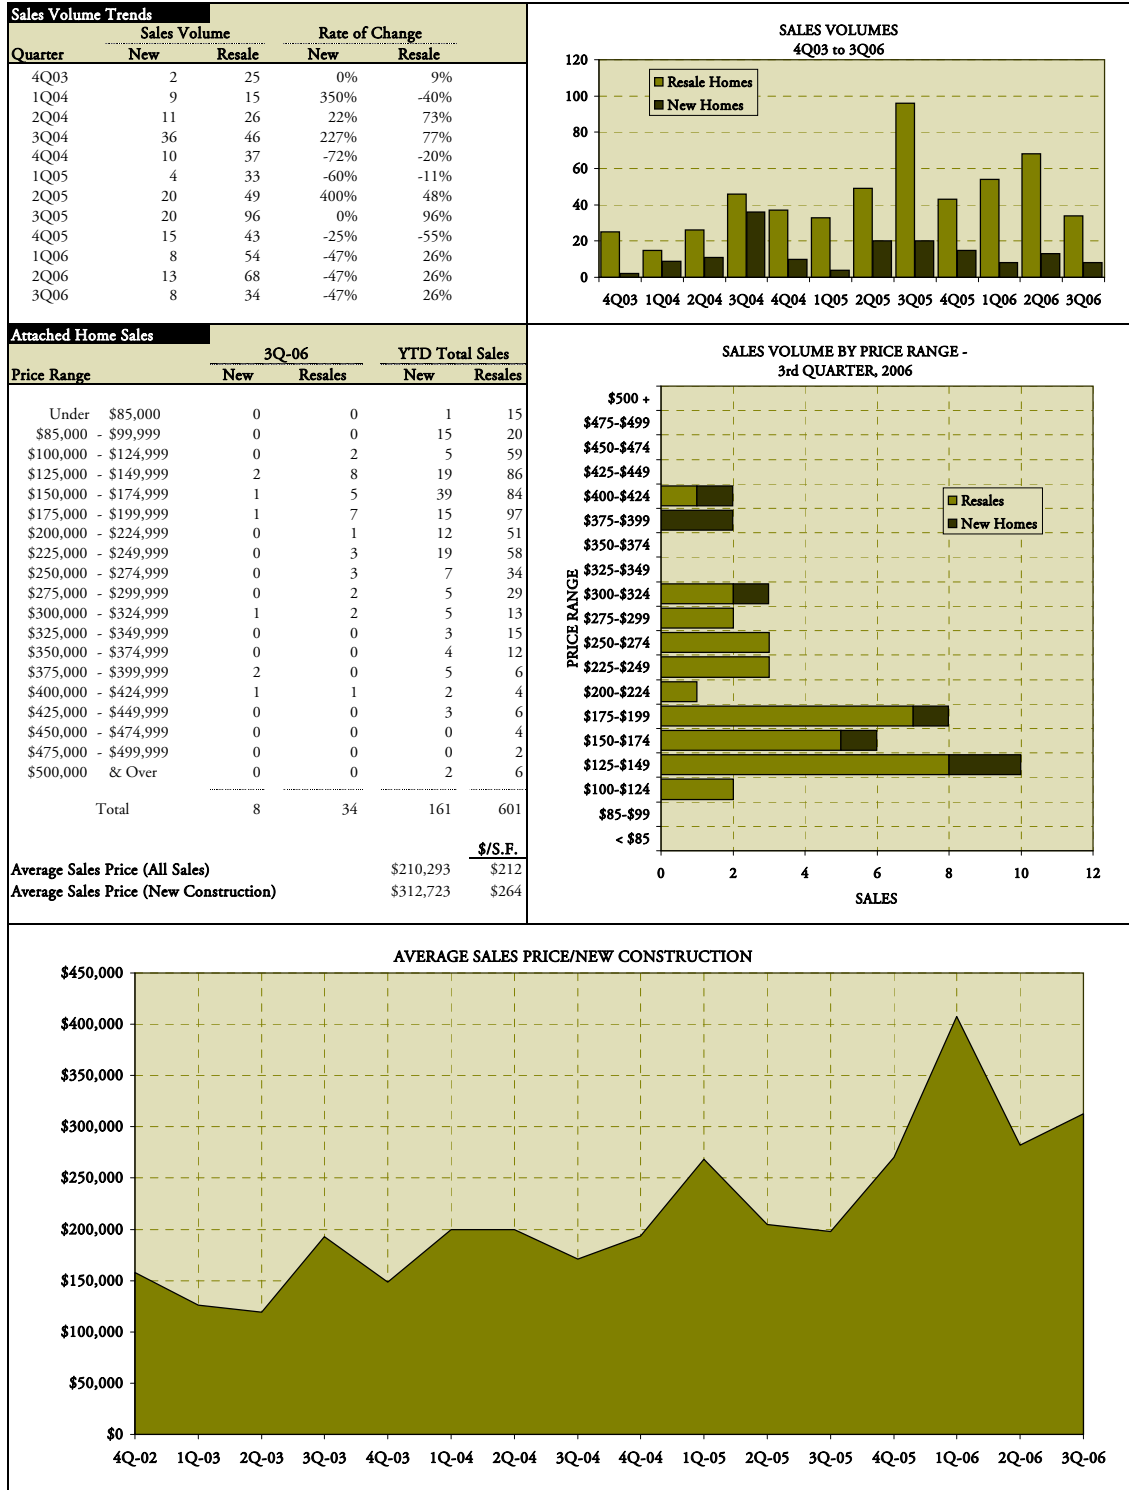 Sales Volume Trends
Sales Volume Rate of Change
Quarter New Resale New Resale
4Q03 2 25 0% 9%
1Q04 9 15 350% -40%
2Q04 11 26 22% 73%
3Q04 36 46 227% 77%
4Q04 10 37 -72% -20%
1Q05 4 33 -60% -11%
2Q05 20 49 400% 48%
3Q05 20 96 0% 96%
4Q05 15 43 -25% -55%
1Q06 8 54 -47% 26%
2Q06 13 68 -47% 26%
3Q06 8 34 -47% 26%
SALES VOLUMES
4Q03 to 3Q06
120
100
80
60
40
20
0
Resale Homes
New Homes
4Q03 1Q04 2Q04 3Q04 4Q04 1Q05 2Q05 3Q05 4Q05 1Q06 2Q06 3Q06
Attached Home Sales
3Q-06 YTD Total Sales
Price Range New Resales New Resales
Under $85,000 0 0 1 15
$85,000 - $99,999 0 0 15 20
$100,000 - $124,999 0 2 5 59
$125,000 - $149,999 2 8 19 86
$150,000 - $174,999 1 5 39 84
$175,000 - $199,999 1 7 15 97
$200,000 - $224,999 0 1 12 51
$225,000 - $249,999 0 3 19 58
$250,000 - $274,999 0 3 7 34
$275,000 - $299,999 0 2 5 29
$300,000 - $324,999 1 2 5 13
$325,000 - $349,999 0 0 3 15
$350,000 - $374,999 0 0 4 12
$375,000 - $399,999 2 0 5 6
$400,000 - $424,999 1 1 2 4
$425,000 - $449,999 0 0 3 6
$450,000 - $474,999 0 0 0 4
$475,000 - $499,999 0 0 0 2
$500,000 & Over 0 0 2 6
Total 8 34 161 601
$/S.F.
Average Sales Price (All Sales) $210,293 $212
Average Sales Price (New Construction) $312,723 $264
SALES VOLUME BY PRICE RANGE -
3rd QUARTER, 2006
PRICE RANGE
$500 +
$475-$499
$450-$474
$425-$449
$400-$424
$375-$399
$350-$374
$325-$349
$300-$324
$275-$299
$250-$274
$225-$249
$200-$224
$175-$199
$150-$174
$125-$149
$100-$124
$85-$99
< $85
Resales
New Homes
0 2 4 6 8 10 12
SALES
AVERAGE SALES PRICE/NEW CONSTRUCTION
$450,000
$400,000
$350,000
$300,000
$250,000
$200,000
$150,000
$100,000
$50,000
$0
4Q-02 1Q-03 2Q-03 3Q-03 4Q-03 1Q-04 2Q-04 3Q-04 4Q-04 1Q-05 2Q-05 3Q-05 4Q-05 1Q-06 2Q-06 3Q-06